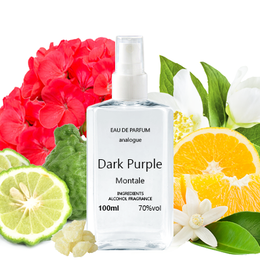 EAU DE PARFUM
analogue
Dark Purple
Montale
INGREDIENTS
ALCOHOL FRAGRANCE
100ml 70%vol